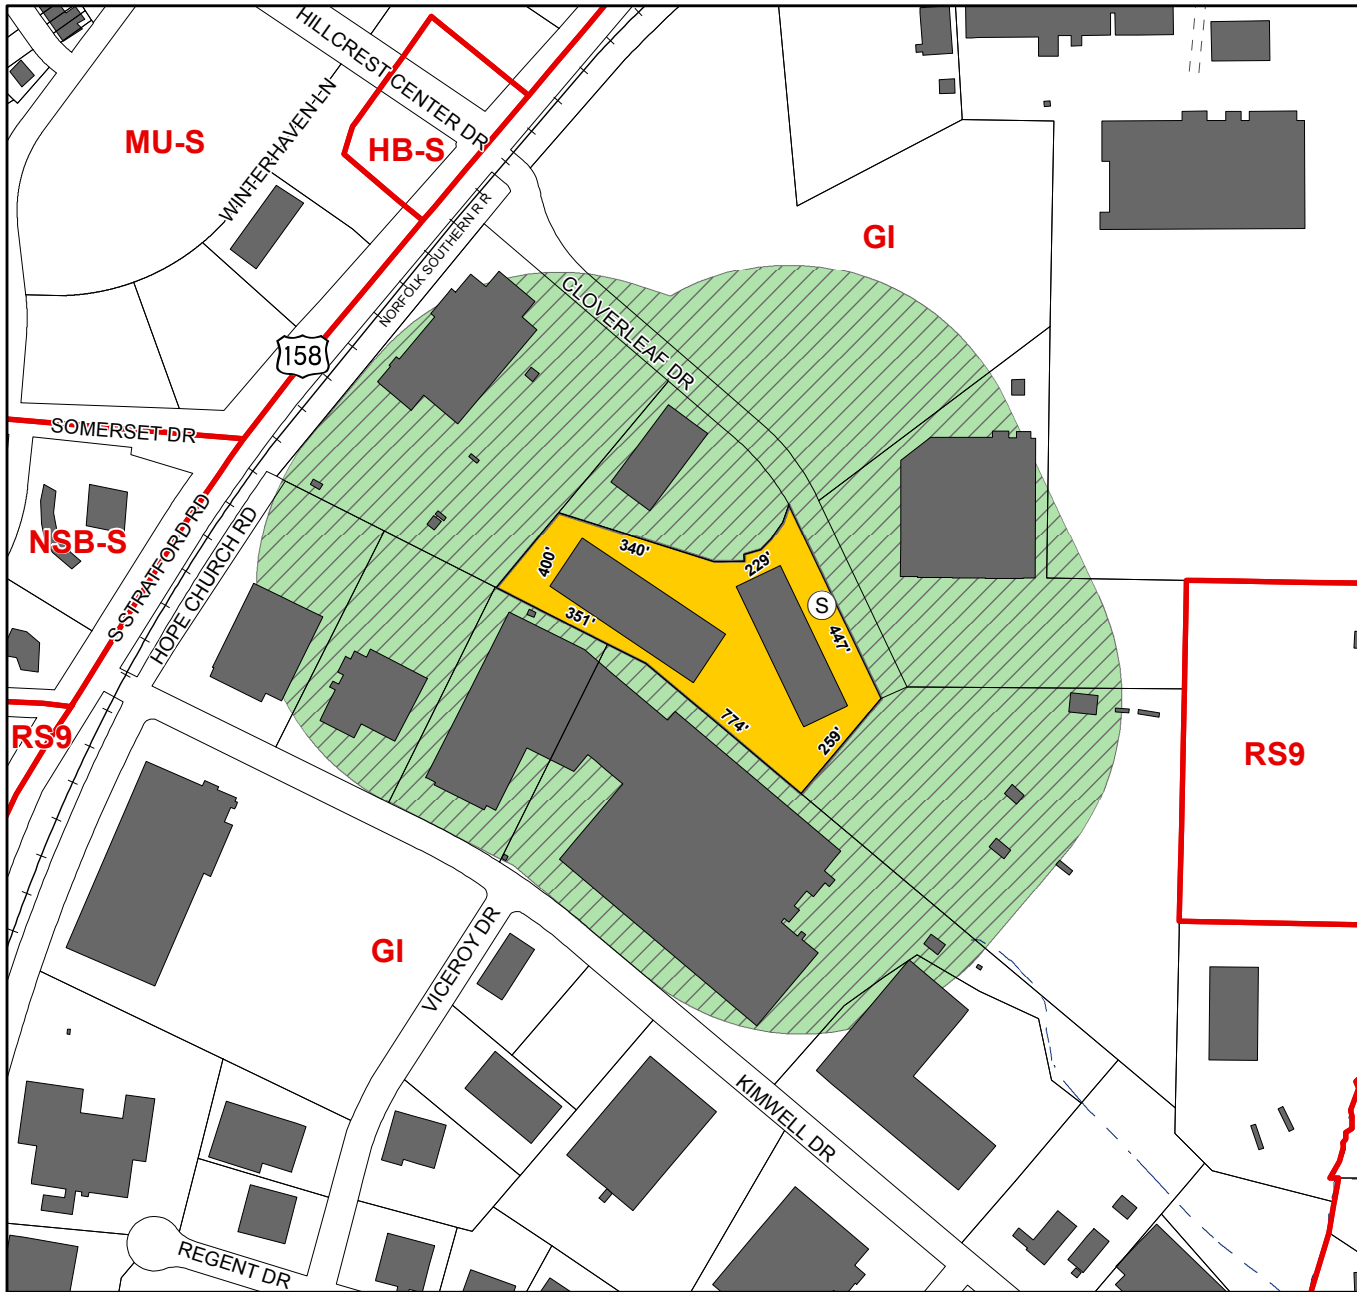 HILLCREST CENTER DR
MU-S
HB-S
WINTERHAVEN LN
NORFOLK SOUTHERN R R
GI
CLOVERLEAF DR
158
SOMERSET DR
NSB-S
S STRATFORD RD
HOPE CHURCH RD
340'
400'
229'
351'
S
447'
774'
259'
RS9
RS9
GI
VICEROY DR
KIMWELL DR
REGENT DR